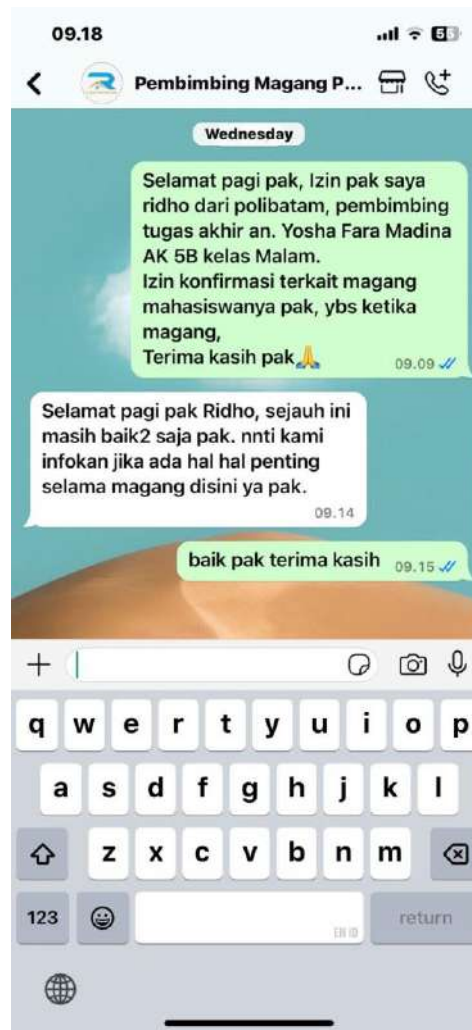 09.18
Pembimbing Magang P...
Wednesday
Selamat pagi pak, Izin pak saya
ridho dari polibatam, pembimbing
tugas akhir an. Yosha Fara Madina
AK 5B kelas Malam.
Izin konfirmasi terkait magang
mahasiswanya pak, ybs ketika
magang,
Terima kasih pak🙏
09.09
Selamat pagi pak Ridho, sejauh ini
masih baik2 saja pak. nnti kami
infokan jika ada hal hal penting
selama magang disini ya pak.
09.14
baik pak terima kasih 09.15
q w e r t y u i o p
a s d f g h j k l
z x c v b n m
123
return